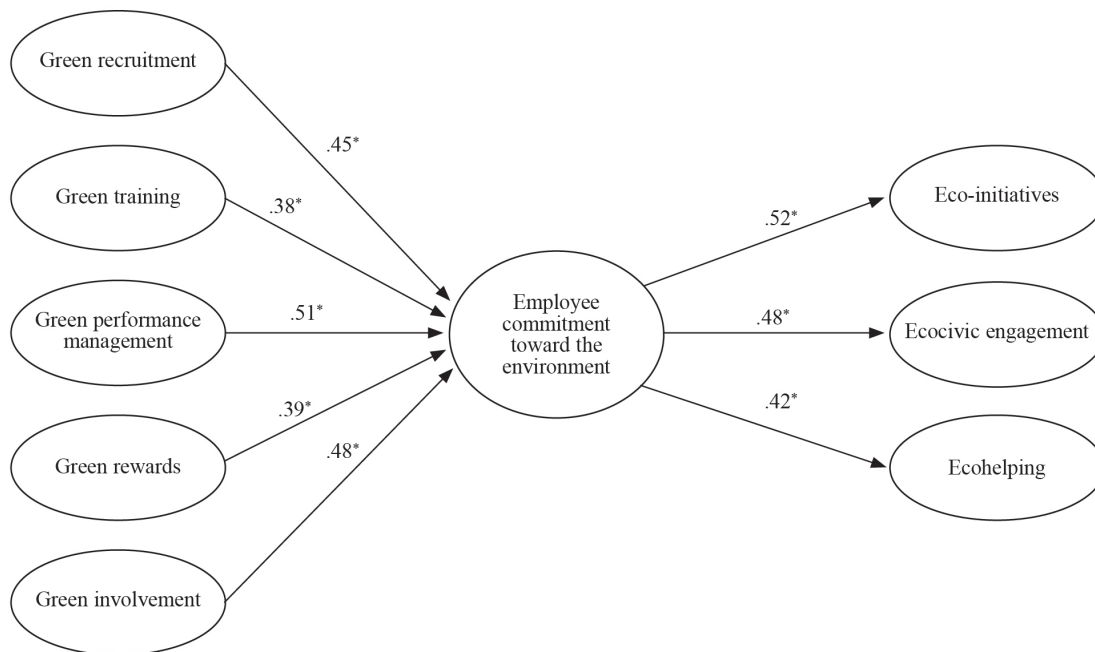 Green recruitment
.45*
Green training
.38*
Green performance
management
.51*
Green rewards
.39*
Green involvement
.48*
Employee
commitment
toward the
environment
.52*
Eco-initiatives
.48*
Ecocivic engagement
.42*
Ecohelping